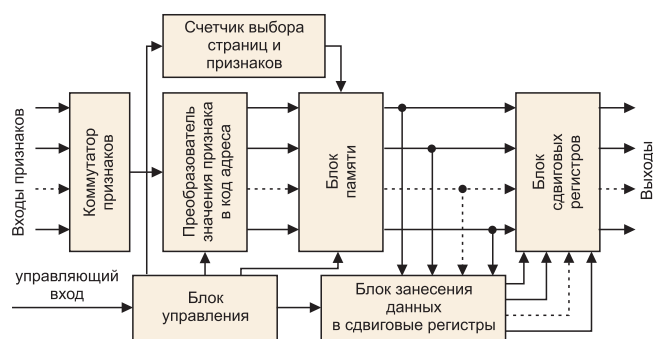 Счетчик выбора
страниц и
признаков
Входы признаков
Коммутатор
признаков
Преобразователь
значения признака
в код адреса
Блок
памяти
Блок
сдвиговых
регистров
Выходы
управляющий
вход
Блок
управления
Блок занесения
данных
в сдвиговые регистры